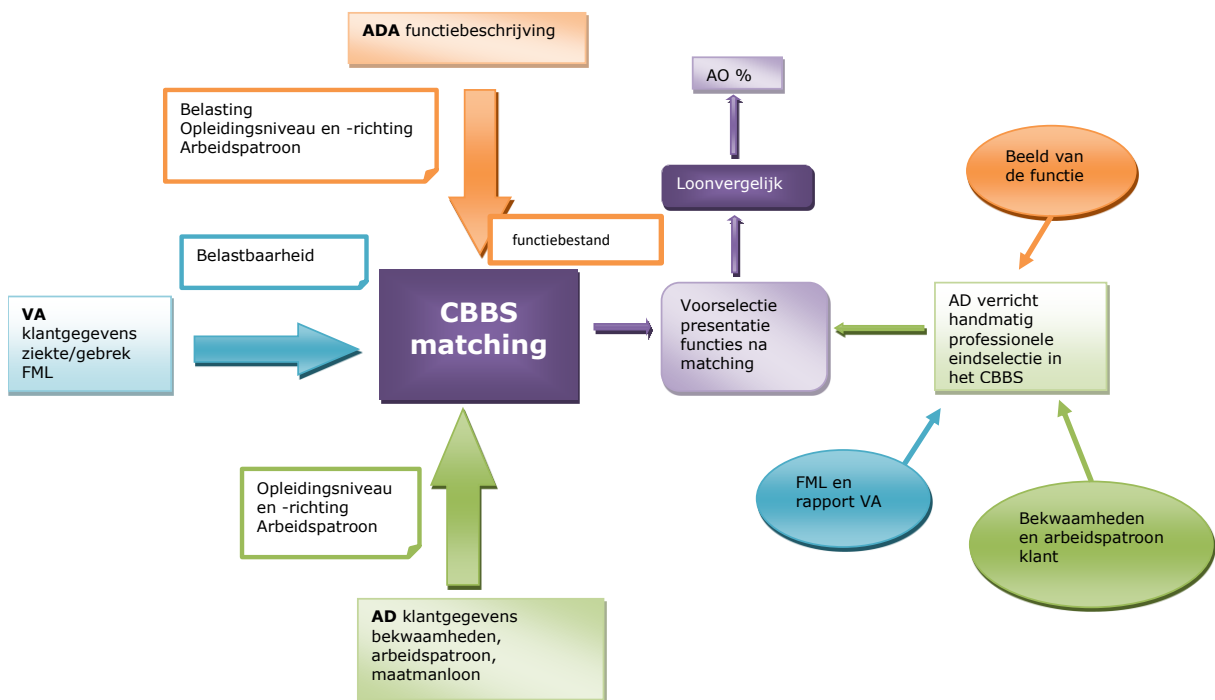 ADA functiebeschrijving
Belasting
Opleidingsniveau en -richting
Arbeidspatroon
functiebestand
Belastbaarheid
VA
klantgegevens
ziekte/gebrek
FML
CBBS
matching
Opleidingsniveau
en -richting
Arbeidspatroon
AD klantgegevens
bekwaamheden,
arbeidspatroon,
maatmanloon
AO %
Loonvergelijk
Voorselectie
presentatie
functies na
matching
Beeld van
de functie
AD verricht
handmatig
professionele
eindselectie in
het CBBS
FML en
rapport VA
Bekwaamheden
en arbeidspatroon
klant